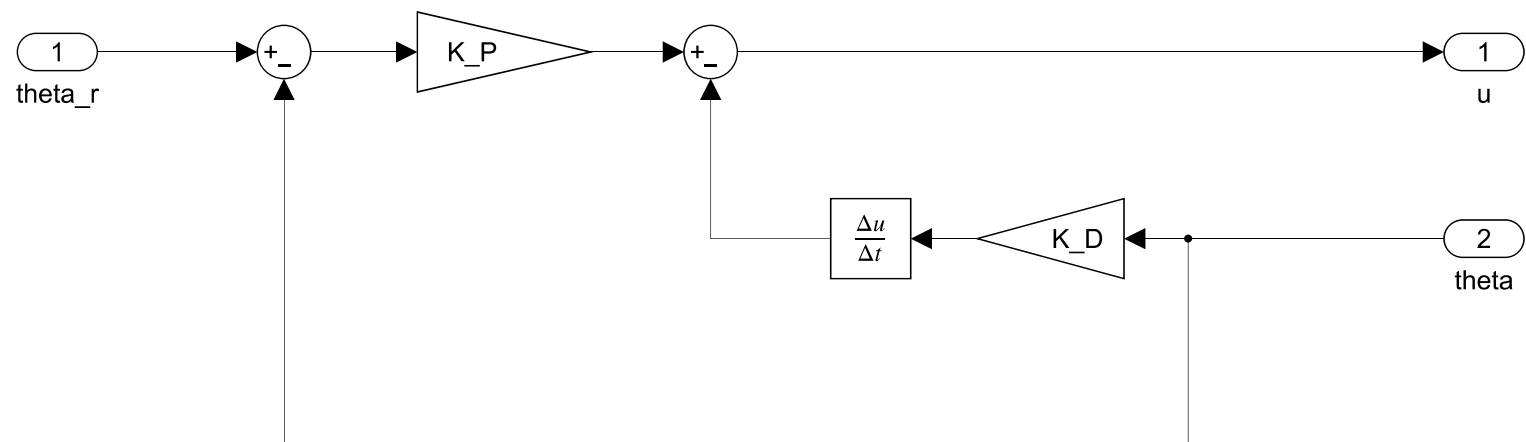 1
theta_r
+
–
K_P
+
–
1
u
Δu
Δt
K_D
2
theta